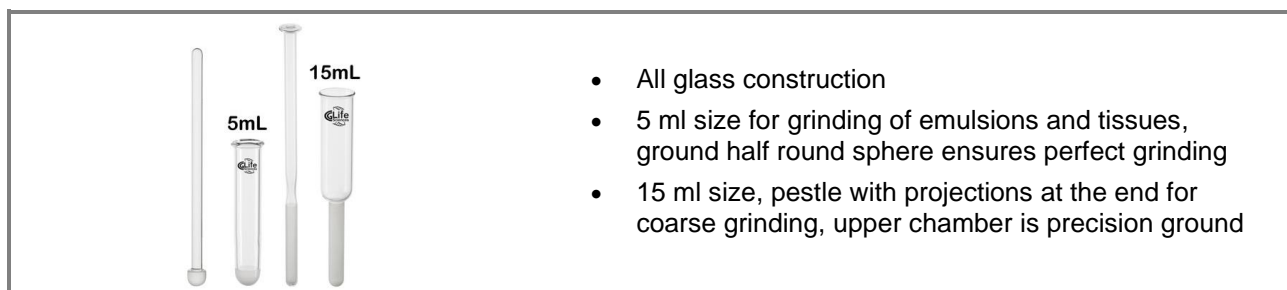 15mL
5mL
Life
Life
• All glass construction
• 5 ml size for grinding of emulsions and tissues,
ground half round sphere ensures perfect grinding
• 15 ml size, pestle with projections at the end for
coarse grinding, upper chamber is precision ground